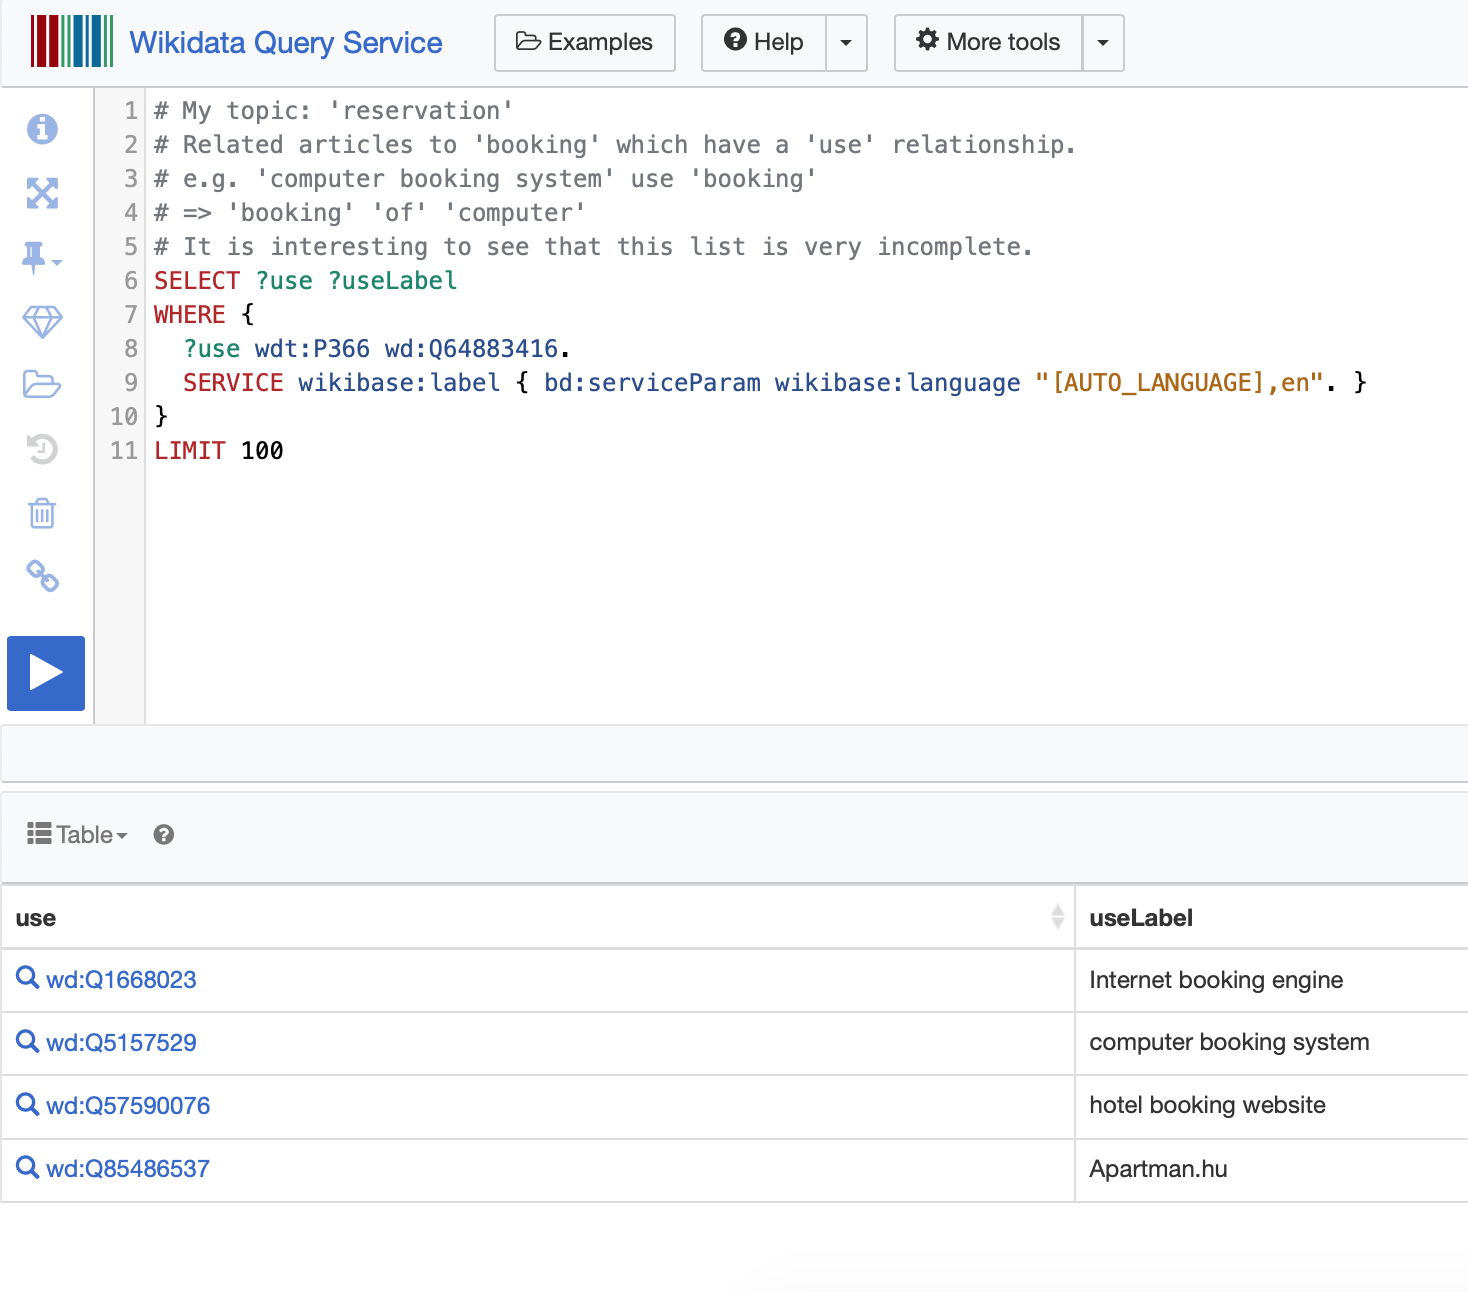 Wikidata Query Service Examples Help More tools
1 # My topic: 'reservation'
2 # Related articles to 'booking' which have a 'use' relationship.
3 # e.g. 'computer booking system' use 'booking'
4 # => 'booking' 'of' 'computer'
5 # It is interesting to see that this list is very incomplete.
6 SELECT ?use ?useLabel
7 WHERE {
8   ?use wdt:P366 wd:Q64883416.
9   SERVICE wikibase:label { bd:serviceParam wikibase:language "[AUTO_LANGUAGE],en". }
10 }
11 LIMIT 100
Table
use useLabel
wd:Q1668023 Internet booking engine
wd:Q5157529 computer booking system
wd:Q57590076 hotel booking website
wd:Q85486537 Apartman.hu